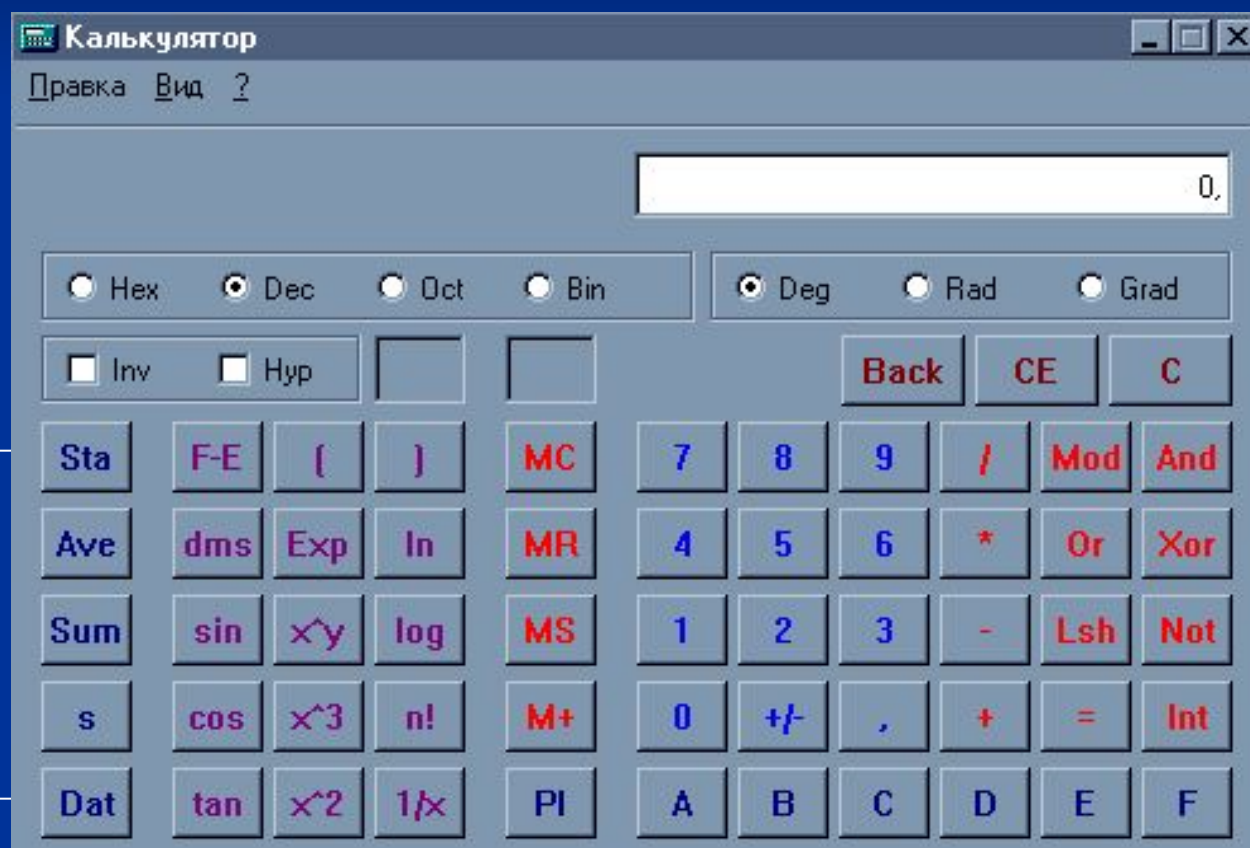 Калькулятор
Правка Вид ?
0,
Hex Dec Oct Bin Deg Rad Grad
Inv Hyp Back CE C
Sta F-E ( ) MC 7 8 9 / Mod And
Ave dms Exp ln MR 4 5 6 * Or Xor
Sum sin x^y log MS 1 2 3 - Lsh Not
s cos x^3 n! M+ 0 +/- , + = Int
Dat tan x^2 1/x PI A B C D E F